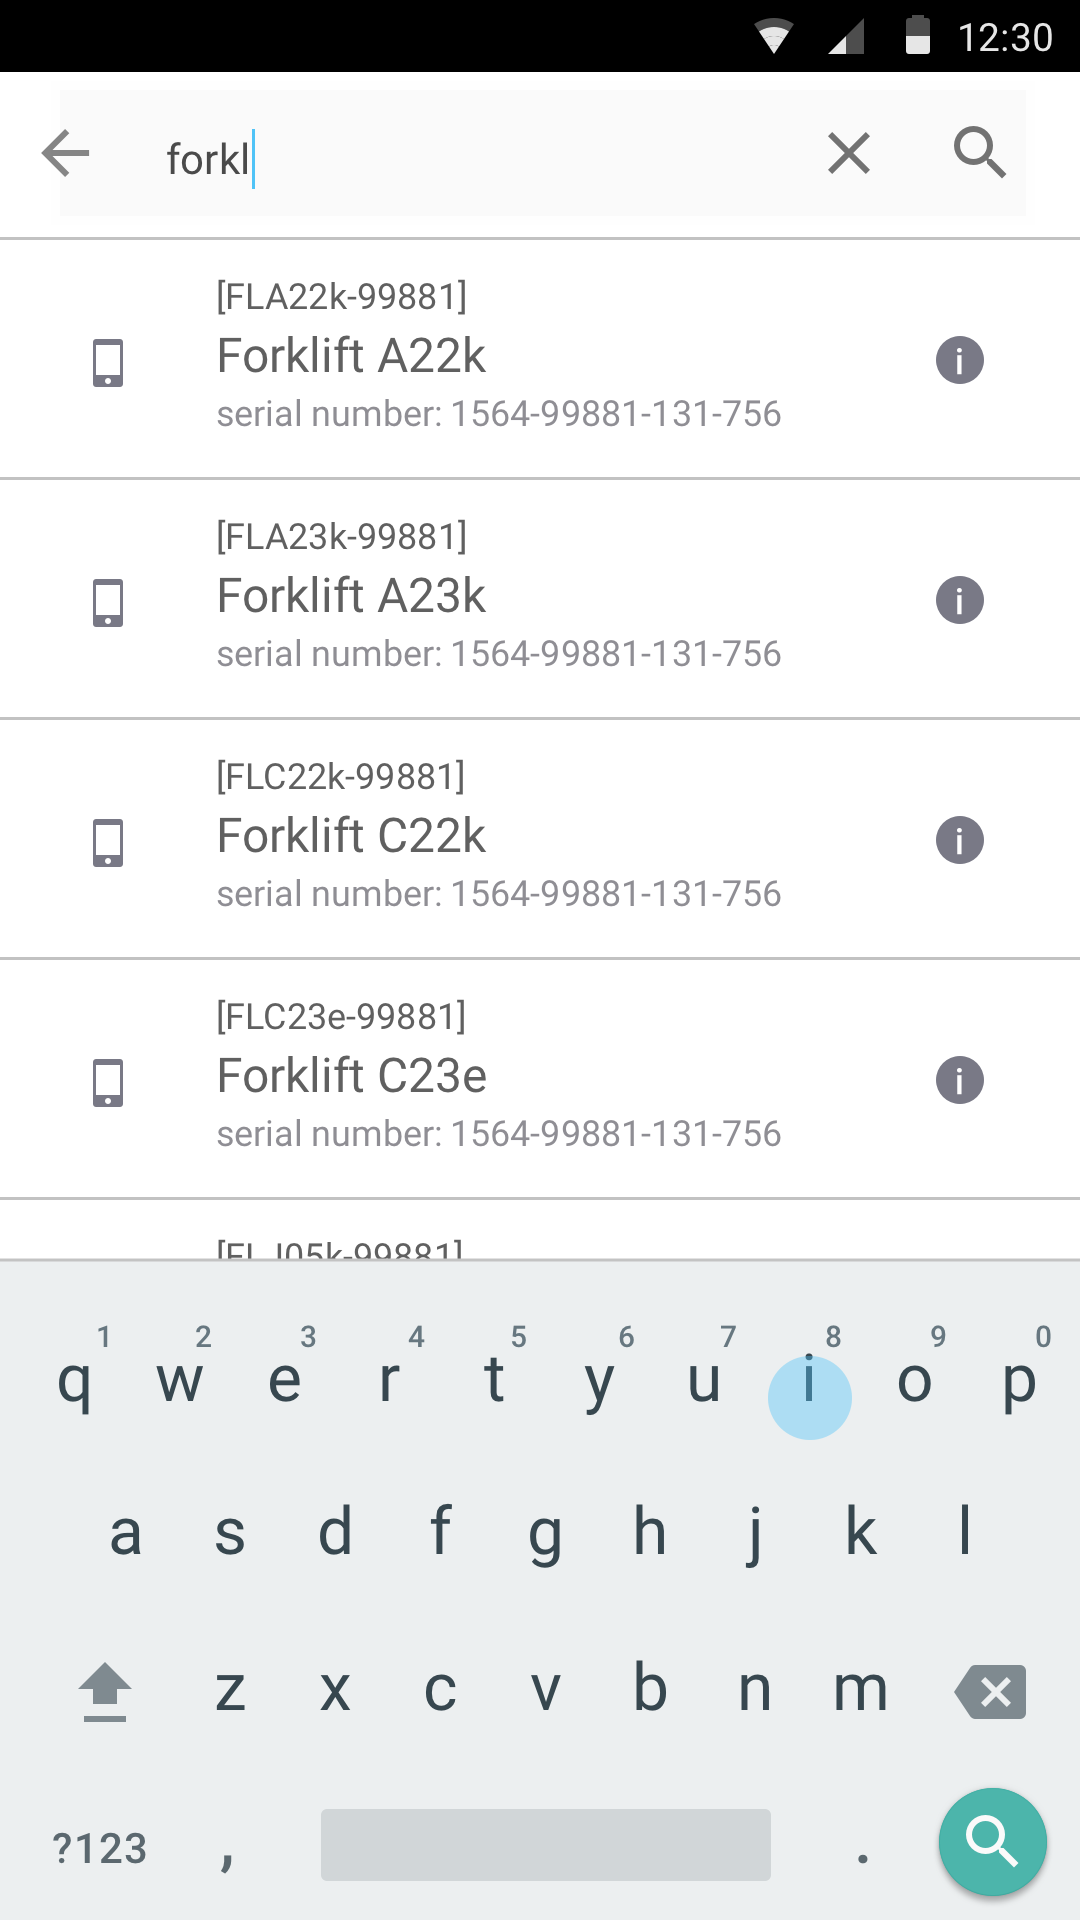 12:30
forkl
[FLA22k-99881]
Forklift A22k
serial number: 1564-99881-131-756
[FLA23k-99881]
Forklift A23k
serial number: 1564-99881-131-756
[FLC22k-99881]
Forklift C22k
serial number: 1564-99881-131-756
[FLC23e-99881]
Forklift C23e
serial number: 1564-99881-131-756
1 2 3 4 5 6 7 8 9 0
q w e r t y u i o p
a s d f g h j k l
z x c v b n m
?123 , .